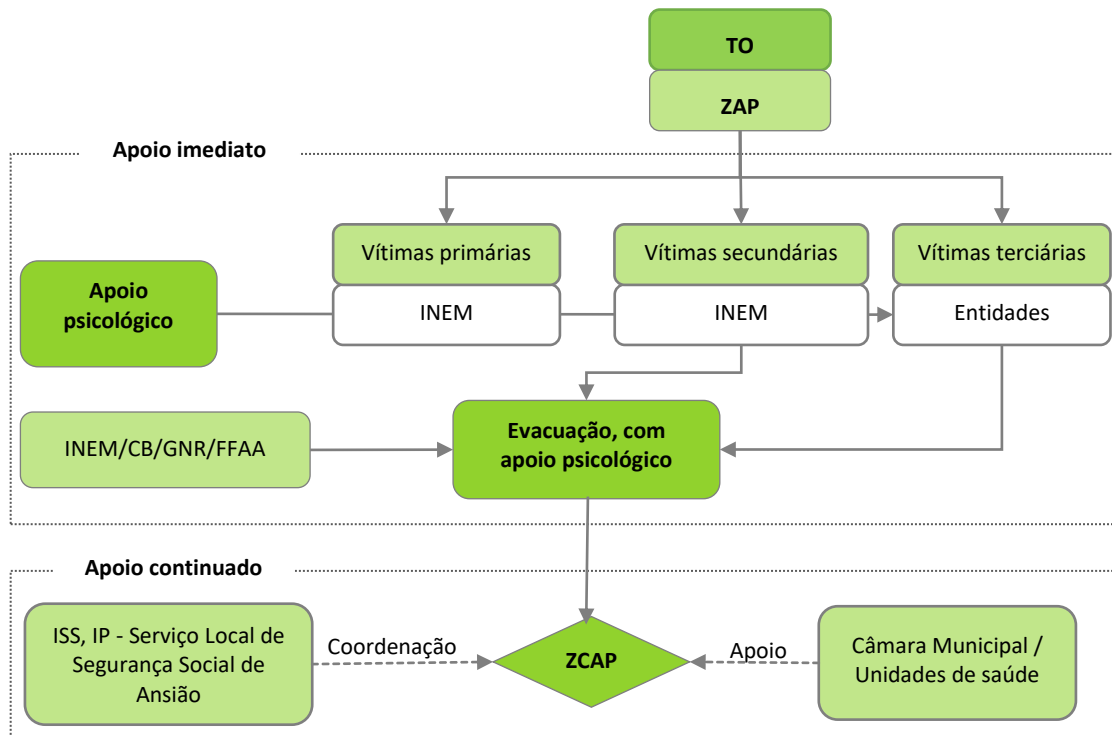 TO
ZAP
Apoio imediato
Vítimas primárias
Vítimas secundárias
Vítimas terciárias
Apoio
psicológico
INEM
INEM
Entidades
INEM/CB/GNR/FFAA
Evacuação, com
apoio psicológico
Apoio continuado
ISS, IP - Serviço Local de
Segurança Social de
Ansião
Coordenação
ZCAP
Apoio
Câmara Municipal /
Unidades de saúde